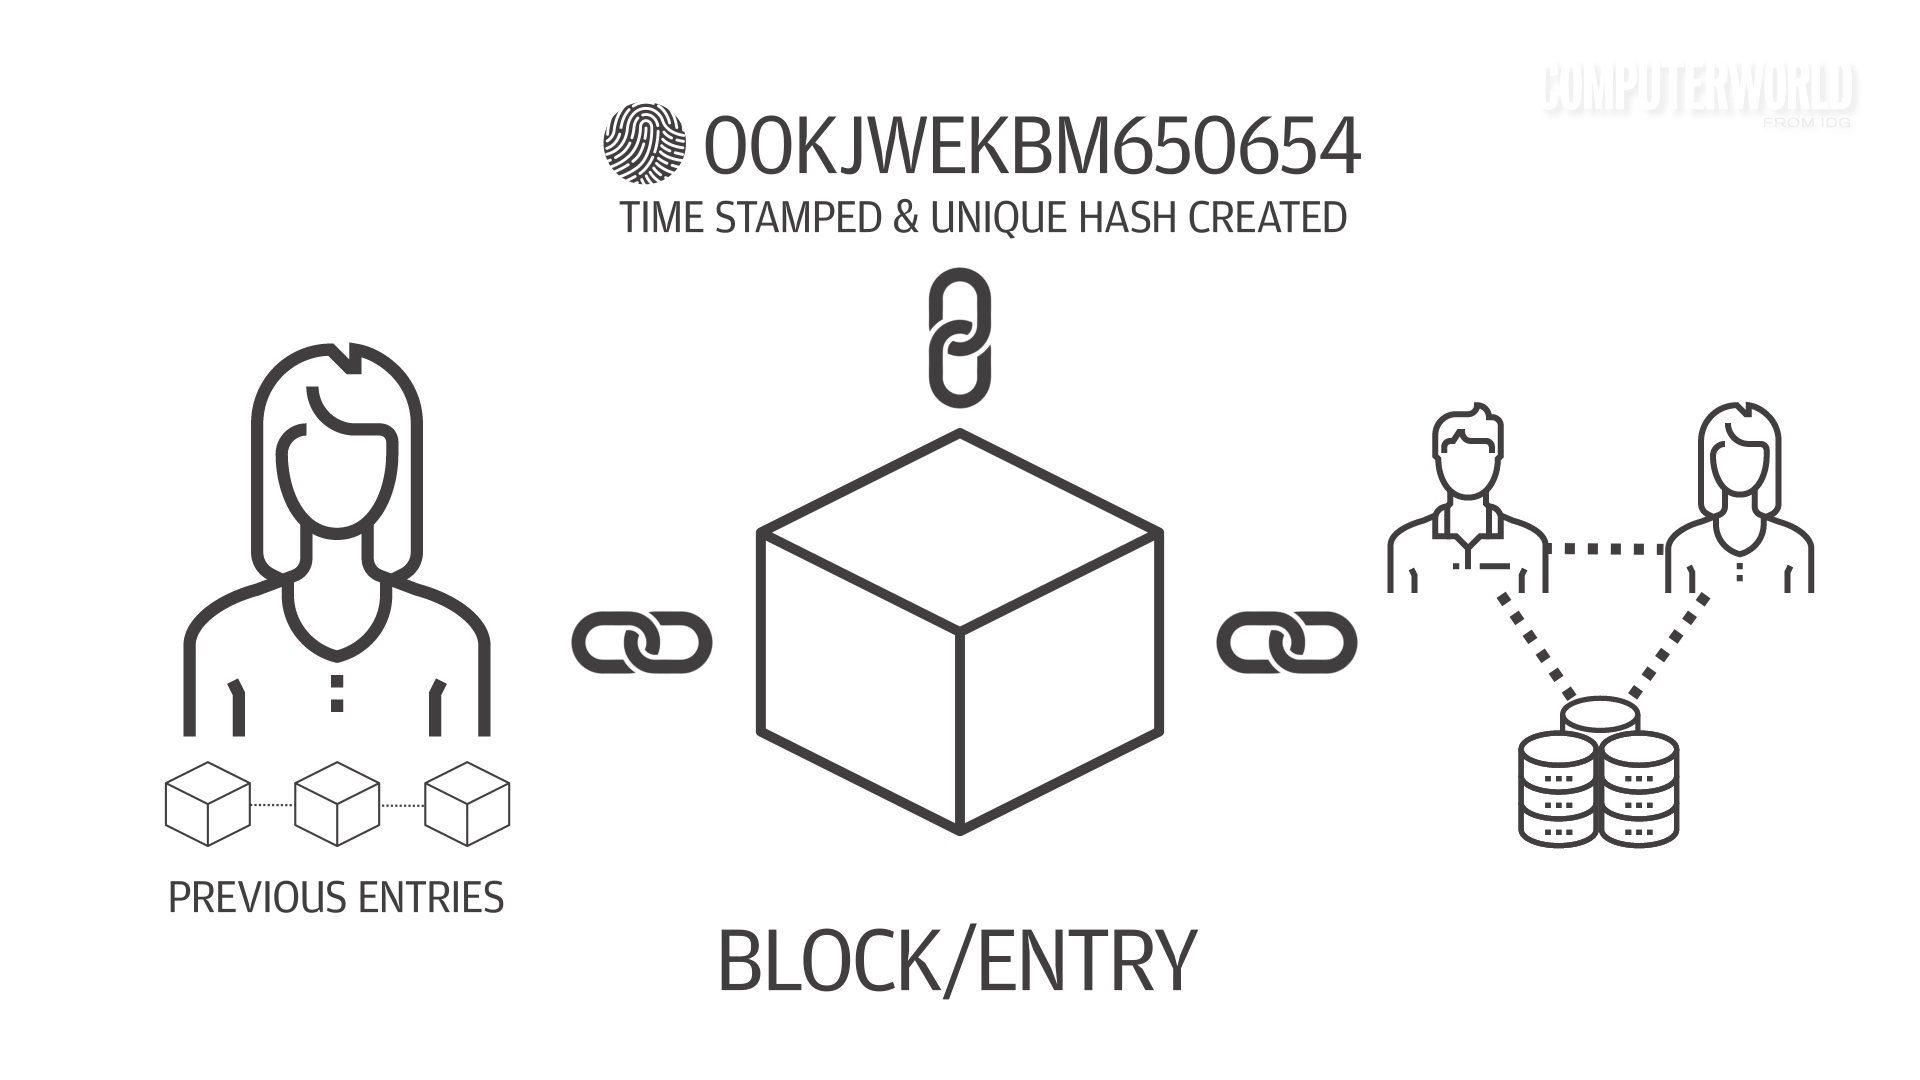 COMPUTERWORLD
FROM IDG
00KJWEKBM650654
TIME STAMPED & UNIQUE HASH CREATED
PREVIOUS ENTRIES
BLOCK/ENTRY